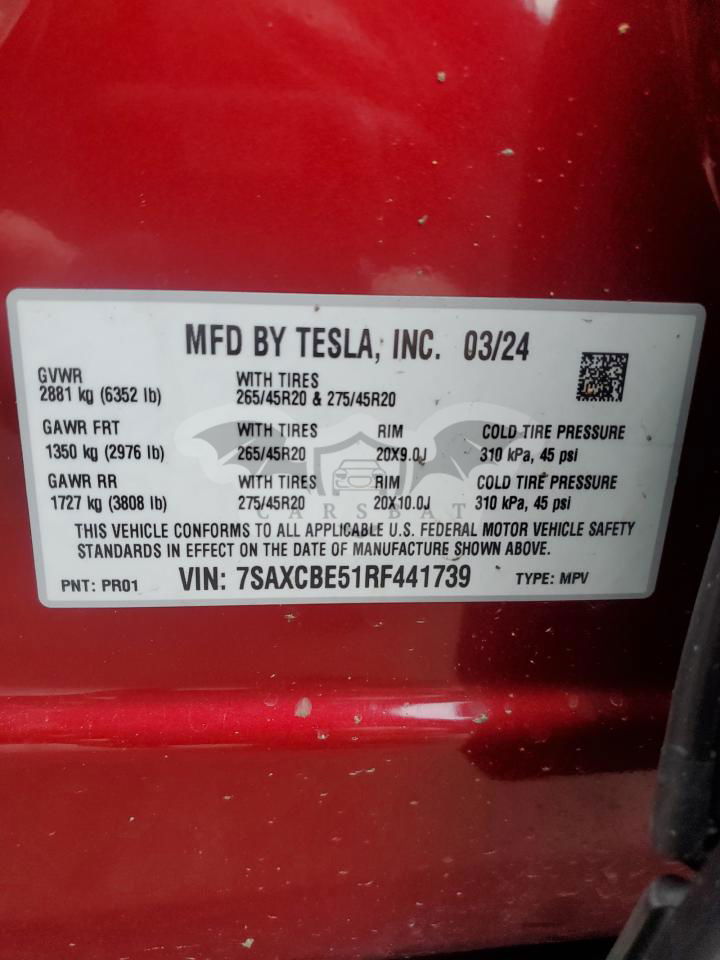 MFD BY TESLA, INC. 03/24
GVWR WITH TIRES
2881 kg (6352 lb) 265/45R20 & 275/45R20
GAWR FRT WITH TIRES RIM COLD TIRE PRESSURE
1350 kg (2976 lb) 265/45R20 20X9.0J 310 kPa, 45 psi
GAWR RR WITH TIRES RIM COLD TIRE PRESSURE
1727 kg (3808 lb) 275/45R20 20X10.0J 310 kPa, 45 psi
CARSBAT
THIS VEHICLE CONFORMS TO ALL APPLICABLE U.S. FEDERAL MOTOR VEHICLE SAFETY
STANDARDS IN EFFECT ON THE DATE OF MANUFACTURE SHOWN ABOVE.
PNT: PR01 VIN: 7SAXCBE51RF441739 TYPE: MPV